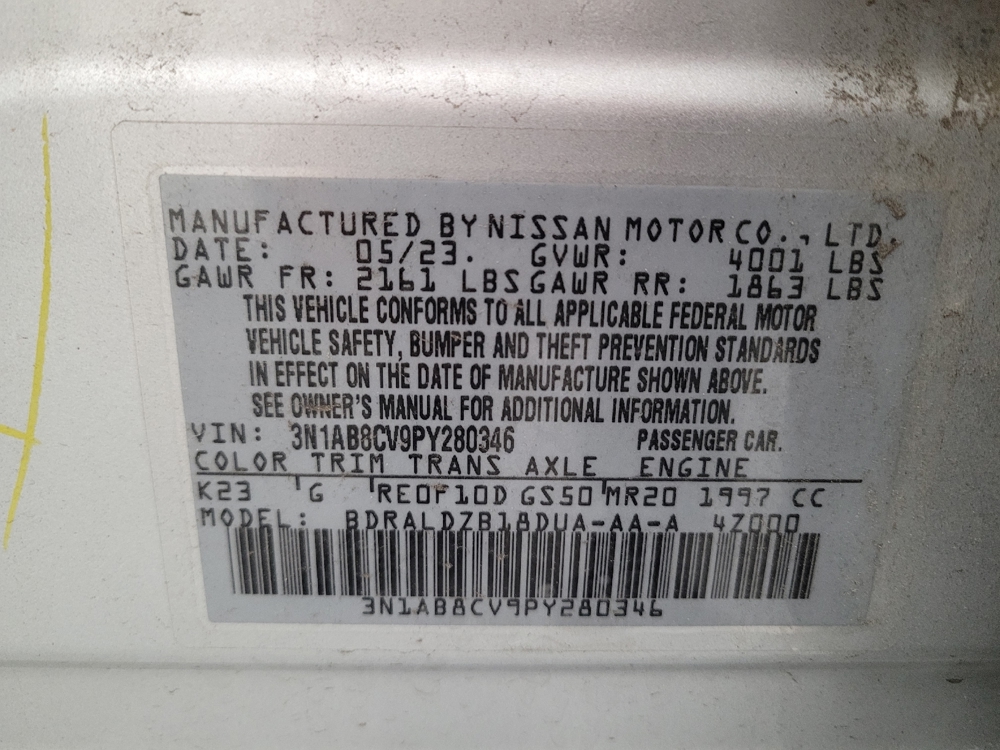 MANUFACTURED BY NISSAN MOTOR CO., LTD.
DATE: 05/23. GVWR: 4001 LBS
GAWR FR: 2161 LBS GAWR RR: 1863 LBS
THIS VEHICLE CONFORMS TO ALL APPLICABLE FEDERAL MOTOR
VEHICLE SAFETY, BUMPER AND THEFT PREVENTION STANDARDS
IN EFFECT ON THE DATE OF MANUFACTURE SHOWN ABOVE.
SEE OWNER'S MANUAL FOR ADDITIONAL INFORMATION.
VIN: 3N1AB8CV9PY280346 PASSENGER CAR.
COLOR TRIM TRANS AXLE ENGINE
K23 G RE0F10D GS50 MR20 1997 CC
MODEL: BDRALDZB18DUA-AA-A 4Z000
3N1AB8CV9PY280346